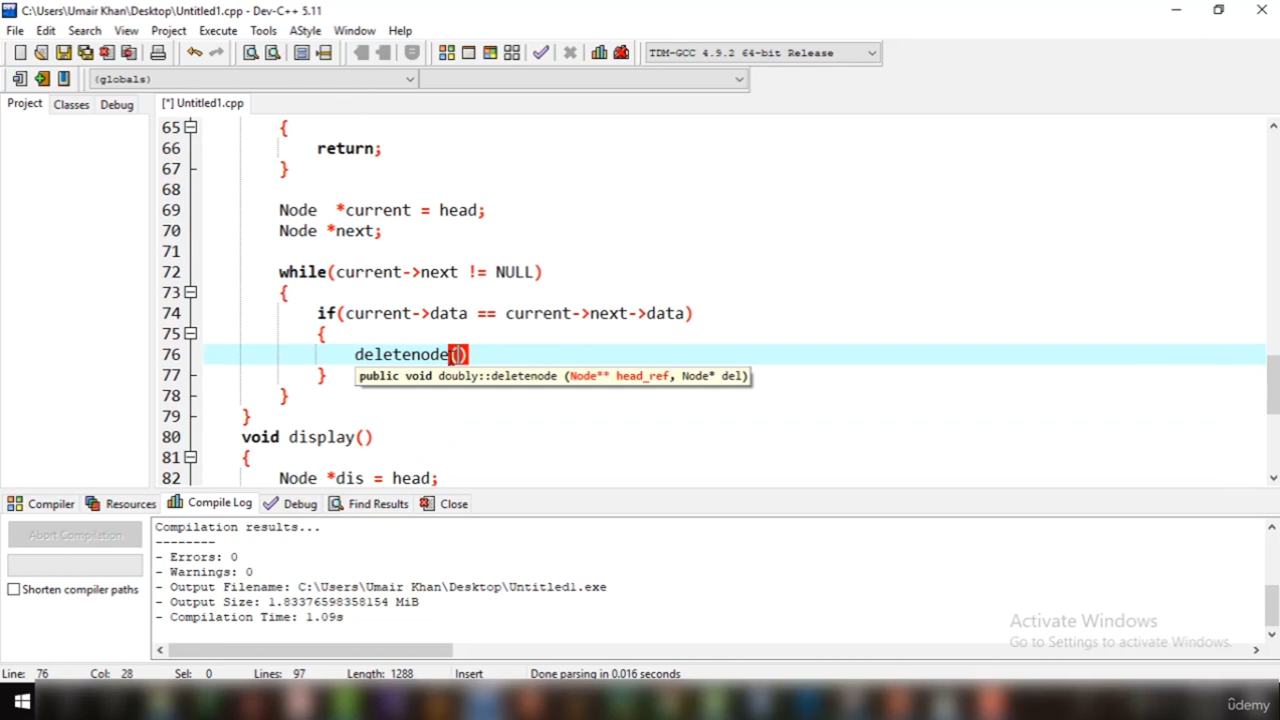 C:\Users\Umair Khan\Desktop\Untitled1.cpp - Dev-C++ 5.11
File Edit Search View Project Execute Tools AStyle Window Help
TDM-GCC 4.9.2 64-bit Release
(globals)
Project Classes Debug [*] Untitled1.cpp
65 {
66 return;
67 }
68
69 Node *current = head;
70 Node *next;
71
72 while(current->next != NULL)
73 {
74 if(current->data == current->next->data)
75 {
76 deletenode()
77 }
public void doubly::deletenode (Node** head_ref, Node* del)
78 }
79 }
80 void display()
81 {
82 Node *dis = head;
Compiler Resources Compile Log Debug Find Results Close
Abort Compilation
Shorten compiler paths
Compilation results...
--------
- Errors: 0
- Warnings: 0
- Output Filename: C:\Users\Umair Khan\Desktop\Untitled1.exe
- Output Size: 1.83376598358154 MiB
- Compilation Time: 1.09s
Activate Windows
Go to Settings to activate Windows.
Line: 76 Col: 28 Sel: 0 Lines: 97 Length: 1288 Insert Done parsing in 0.016 seconds
ûdemy